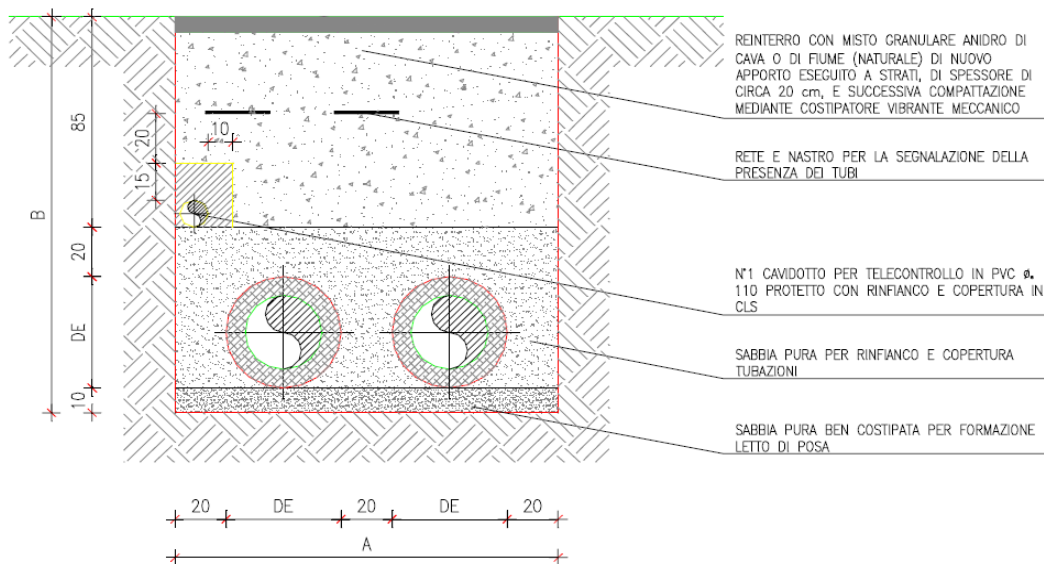 REINTERRO CON MISTO GRANULARE ANIDRO DI
CAVA O DI FIUME (NATURALE) DI NUOVO
APPORTO ESEGUITO A STRATI, DI SPESSORE DI
CIRCA 20 cm, E SUCCESSIVA COMPATTAZIONE
MEDIANTE COSTIPATORE VIBRANTE MECCANICO
RETE E NASTRO PER LA SEGNALAZIONE DELLA
PRESENZA DEI TUBI
N°1 CAVIDOTTO PER TELECONTROLLO IN PVC ø.
110 PROTETTO CON RINFIANCO E COPERTURA IN
CLS
SABBIA PURA PER RINFIANCO E COPERTURA
TUBAZIONI
SABBIA PURA BEN COSTIPATA PER FORMAZIONE
LETTO DI POSA
B
85
20
DE
10
20
15
10
20 DE 20 DE 20
A